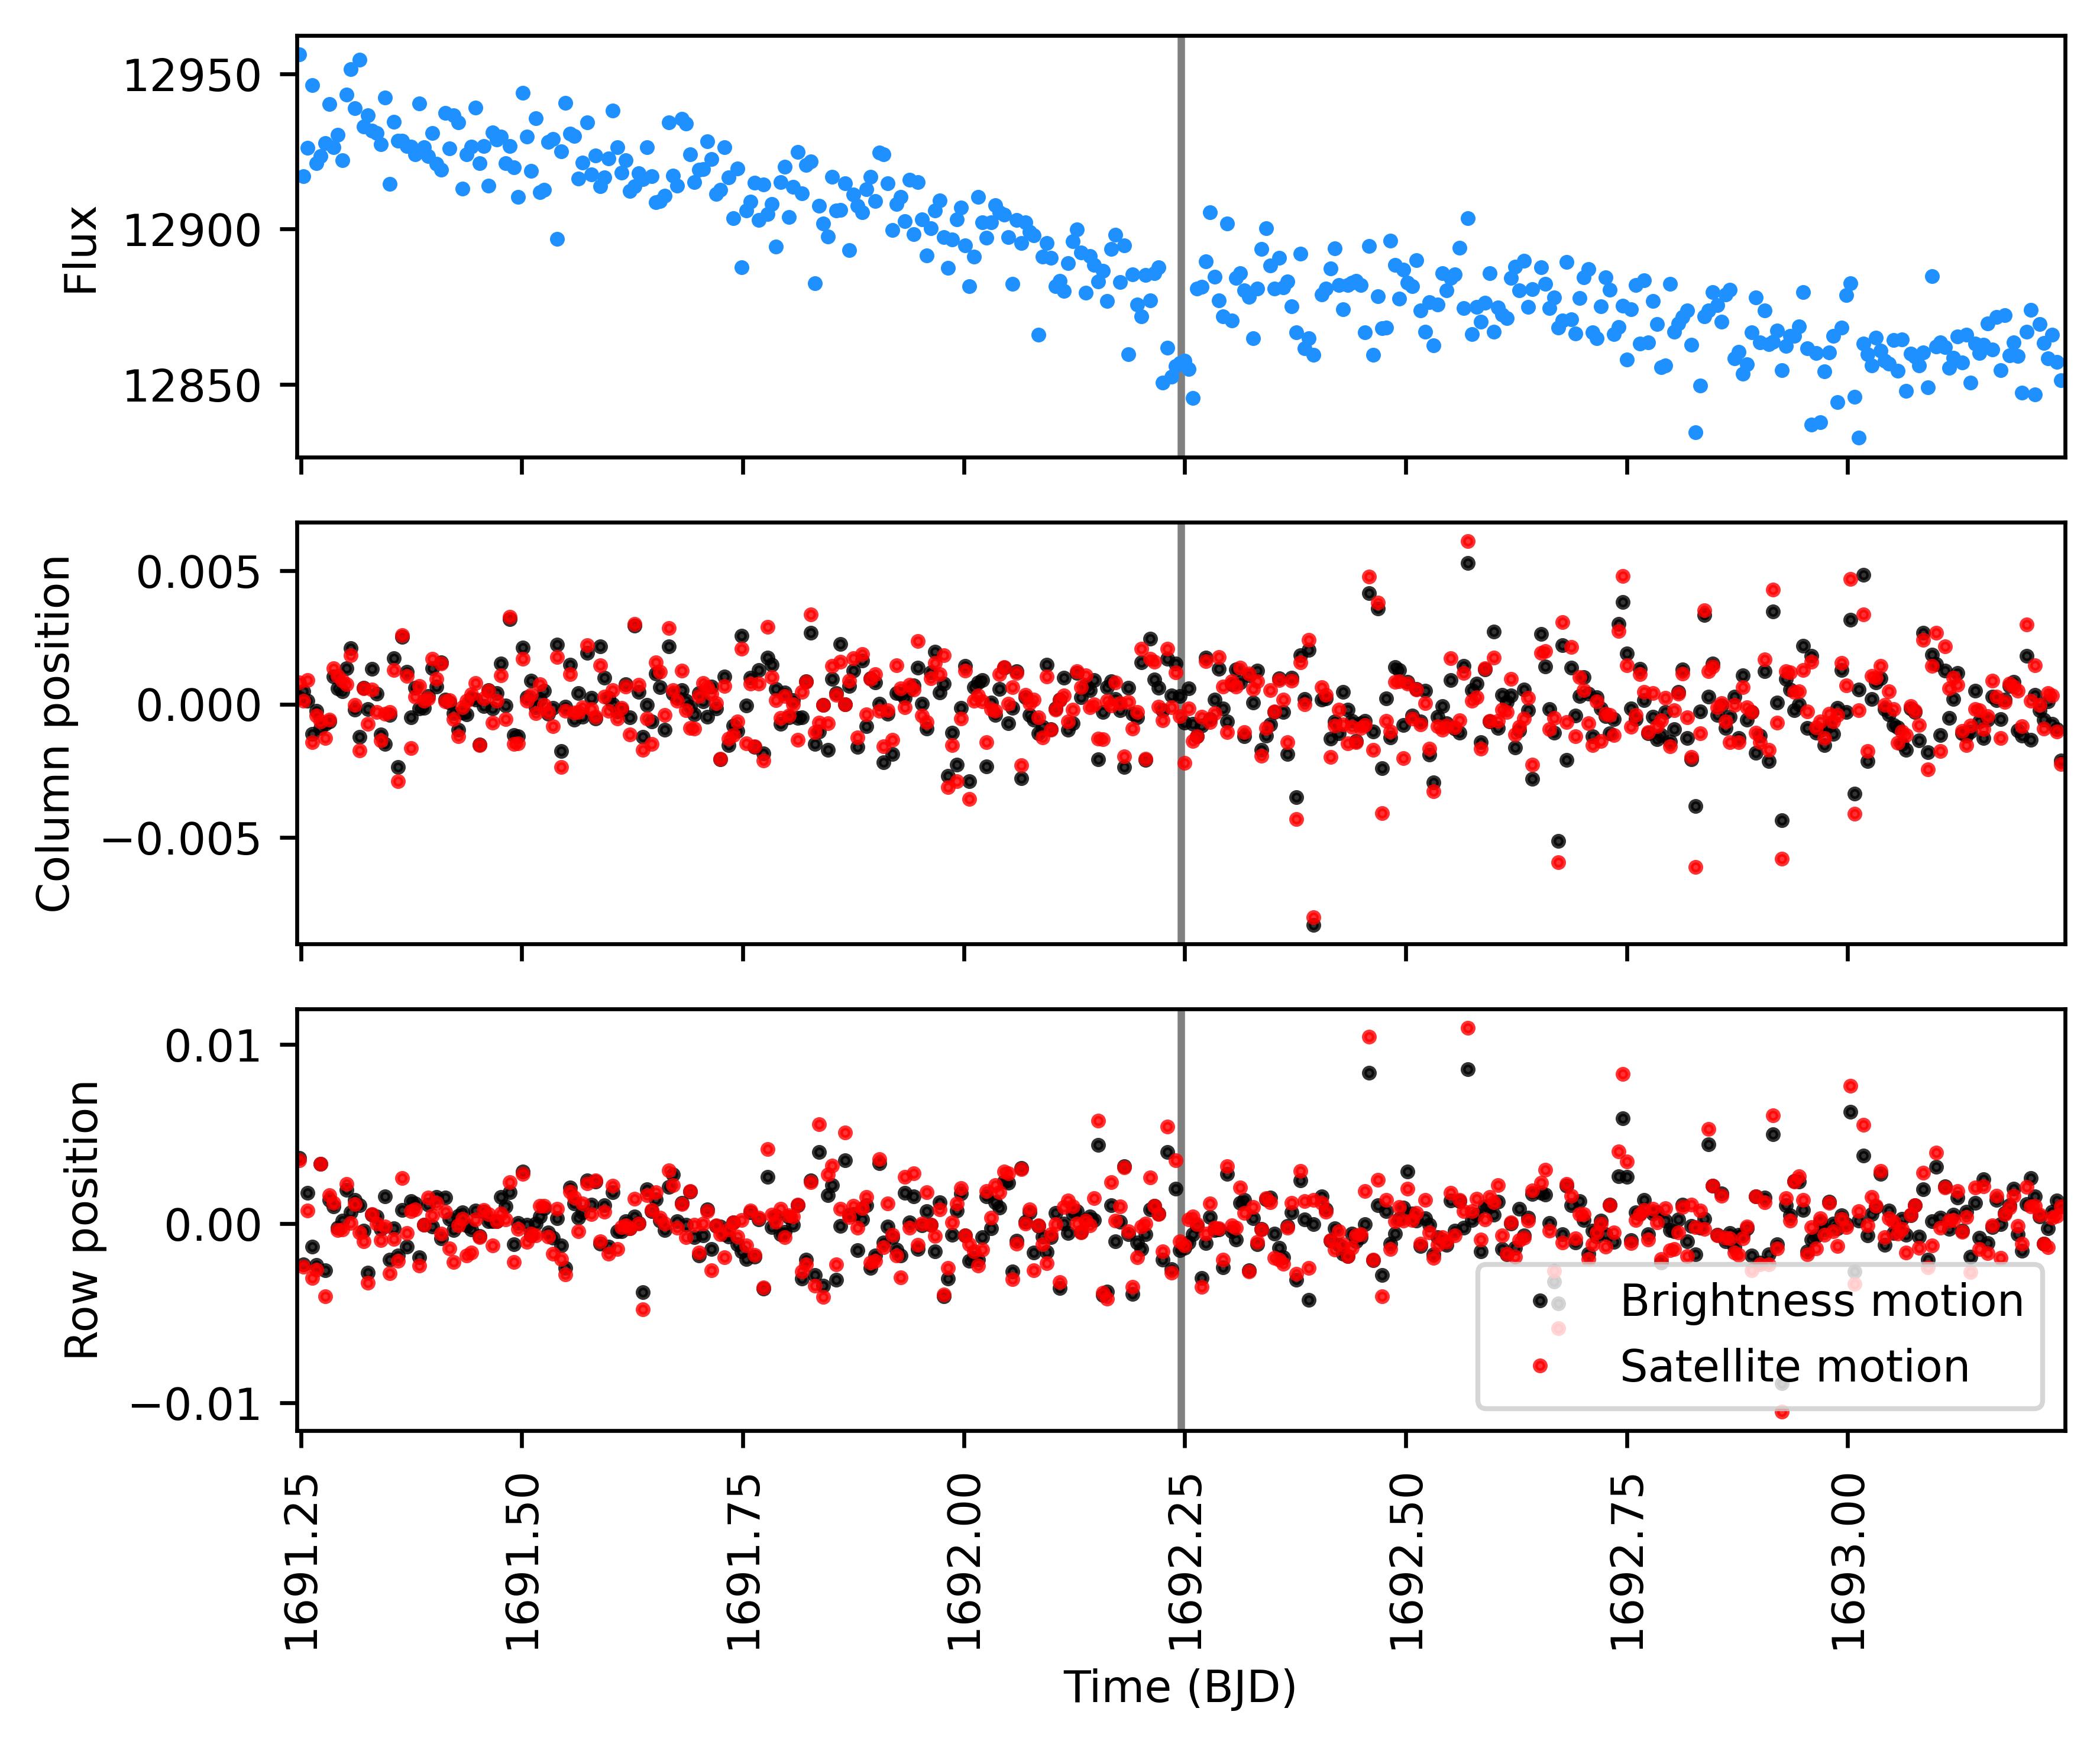 12950
12900
12850
Flux
0.005
0.000
−0.005
Column position
0.01
0.00
−0.01
Row position
Brightness motion
Satellite motion
1691.25
1691.50
1691.75
1692.00
1692.25
1692.50
1692.75
1693.00
Time (BJD)